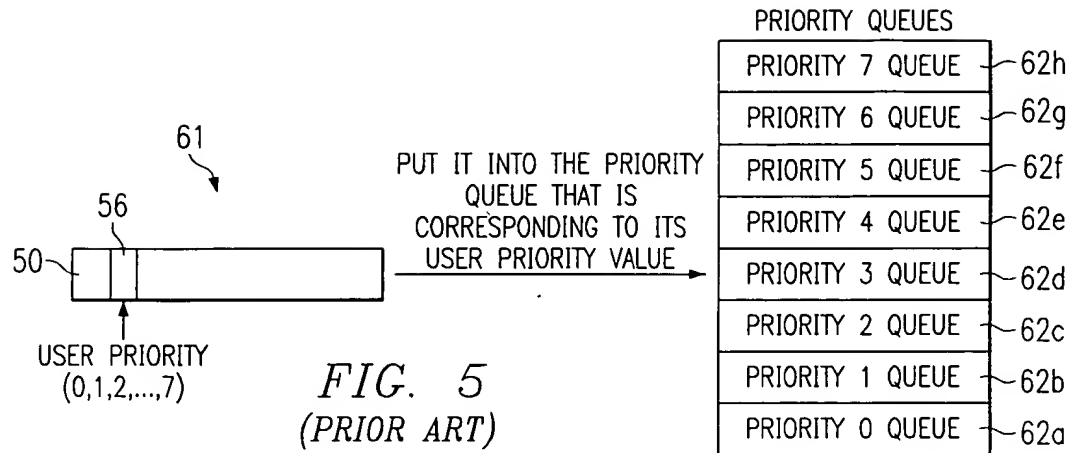 PRIORITY QUEUES
PRIORITY 7 QUEUE 62h
PRIORITY 6 QUEUE 62g
PRIORITY 5 QUEUE 62f
PRIORITY 4 QUEUE 62e
PRIORITY 3 QUEUE 62d
PRIORITY 2 QUEUE 62c
PRIORITY 1 QUEUE 62b
PRIORITY 0 QUEUE 62a
61
56
50
USER PRIORITY
(0,1,2,...,7)
PUT IT INTO THE PRIORITY
QUEUE THAT IS
CORRESPONDING TO ITS
USER PRIORITY VALUE
FIG. 5
(PRIOR ART)